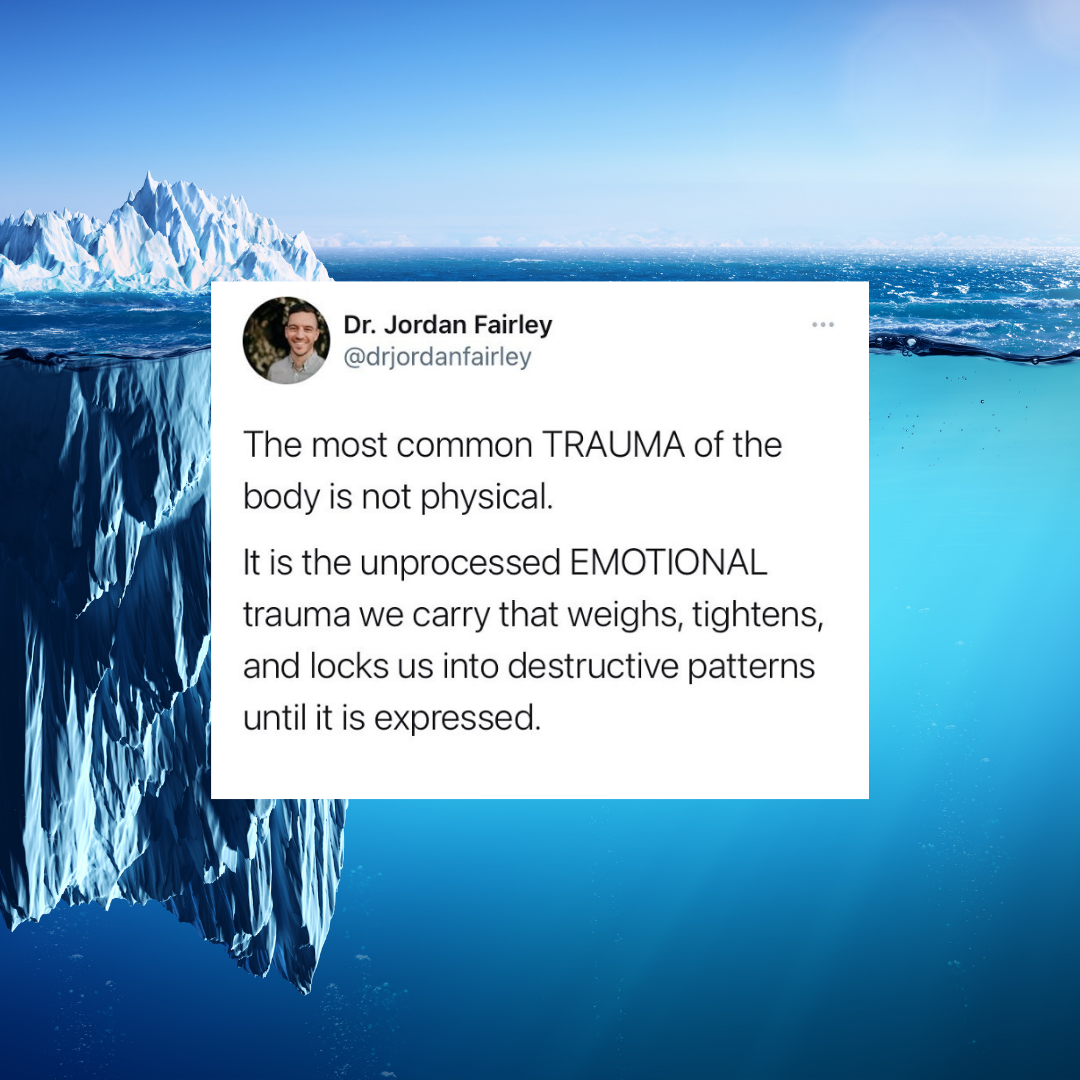 Dr. Jordan Fairley
@drjordanfairley
The most common TRAUMA of the
body is not physical.
It is the unprocessed EMOTIONAL
trauma we carry that weighs, tightens,
and locks us into destructive patterns
until it is expressed.